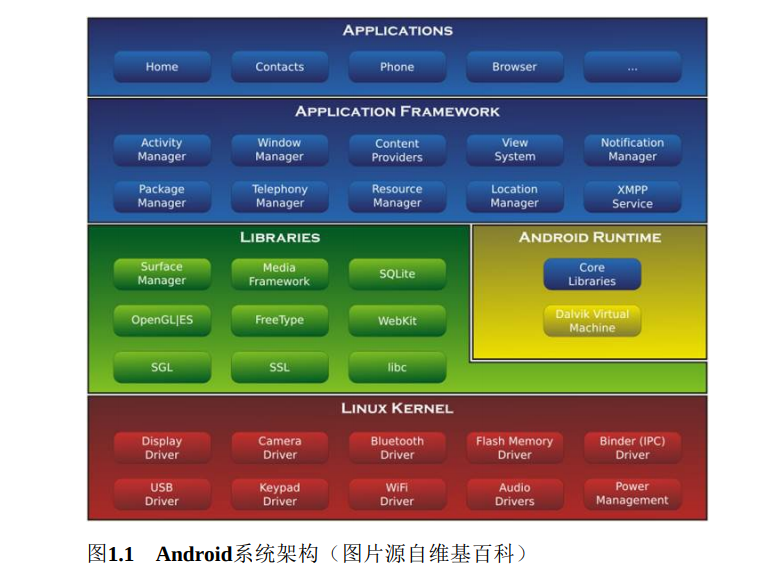 APPLICATIONS
Home Contacts Phone Browser ...
APPLICATION FRAMEWORK
Activity Manager Window Manager Content Providers View System Notification Manager
Package Manager Telephony Manager Resource Manager Location Manager XMPP Service
LIBRARIES
Surface Manager Media Framework SQLite
OpenGL|ES FreeType WebKit
SGL SSL libc
ANDROID RUNTIME
Core Libraries
Dalvik Virtual Machine
LINUX KERNEL
Display Driver Camera Driver Bluetooth Driver Flash Memory Driver Binder (IPC) Driver
USB Driver Keypad Driver WiFi Driver Audio Drivers Power Management
图1.1 Android系统架构（图片源自维基百科）